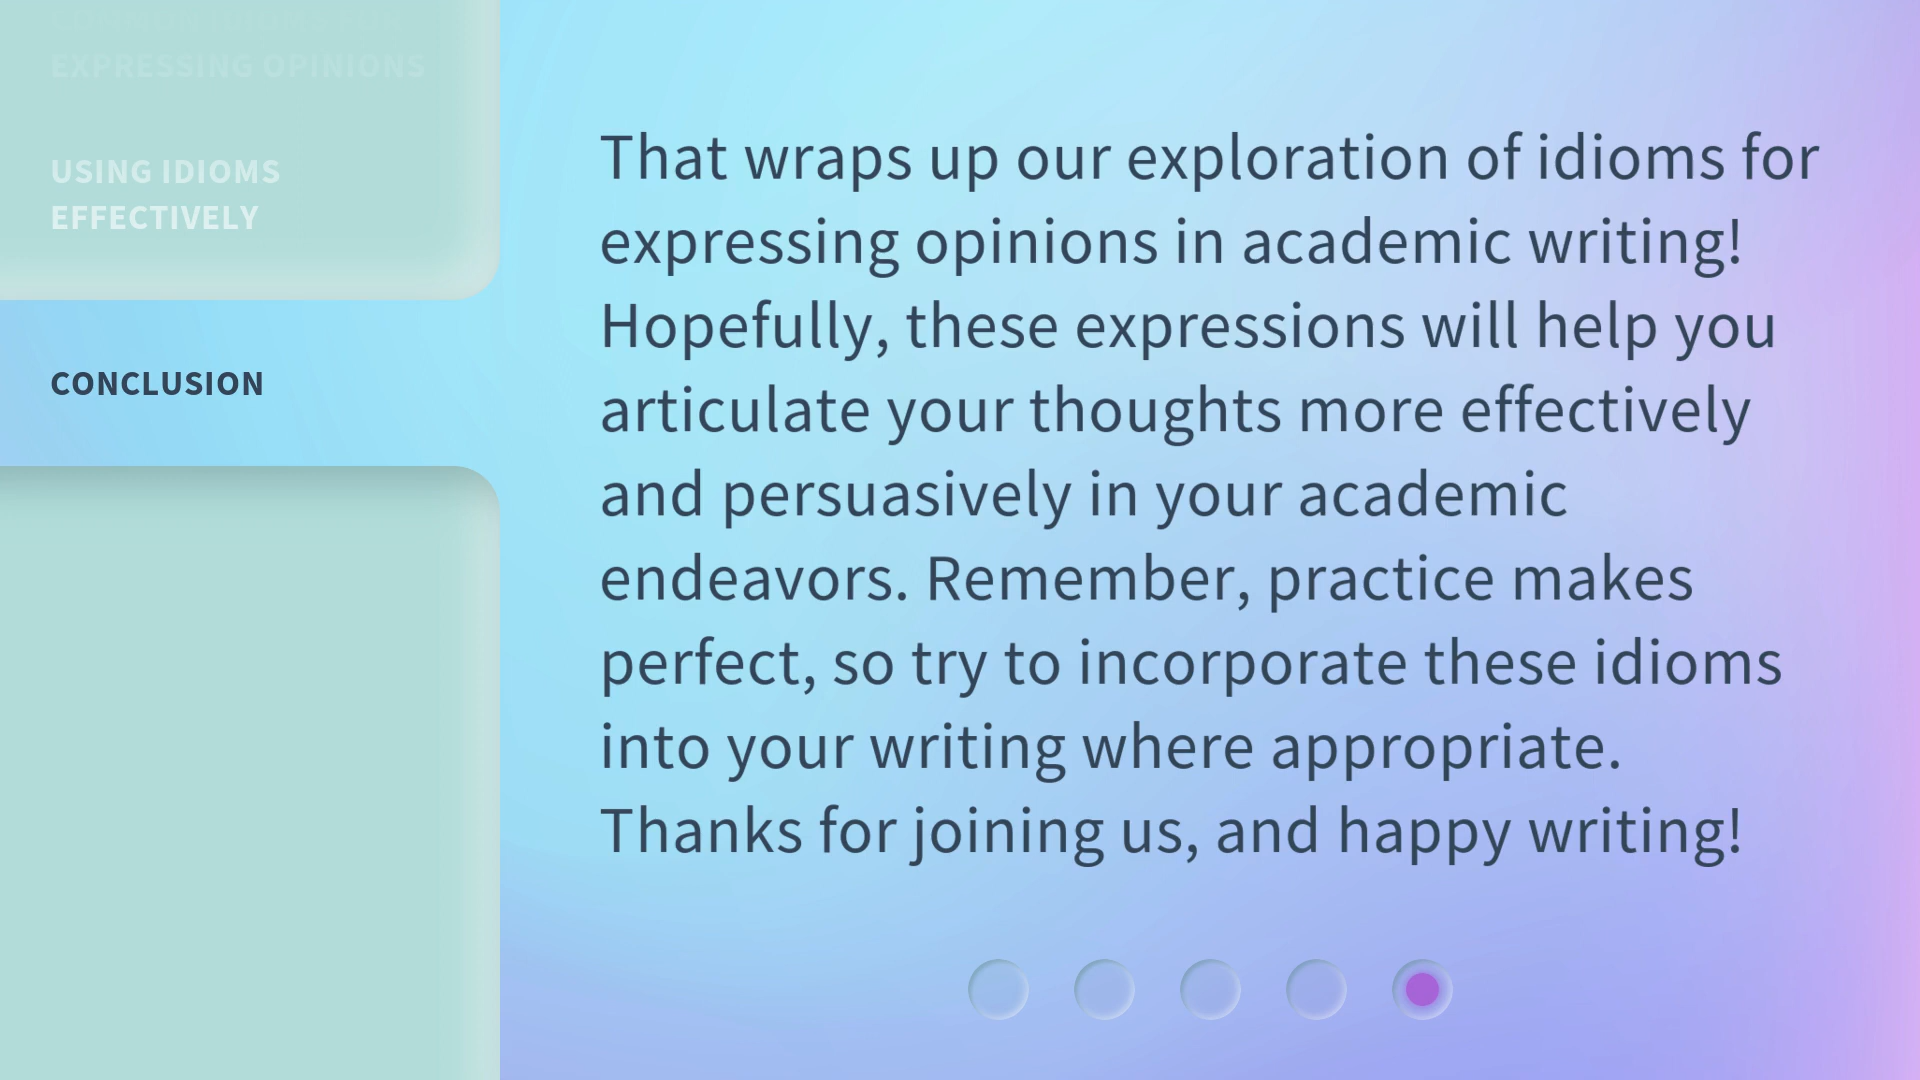 EXPRESSING OPINIONS
USING IDIOMS
EFFECTIVELY
CONCLUSION
That wraps up our exploration of idioms for
expressing opinions in academic writing!
Hopefully, these expressions will help you
articulate your thoughts more effectively
and persuasively in your academic
endeavors. Remember, practice makes
perfect, so try to incorporate these idioms
into your writing where appropriate.
Thanks for joining us, and happy writing!